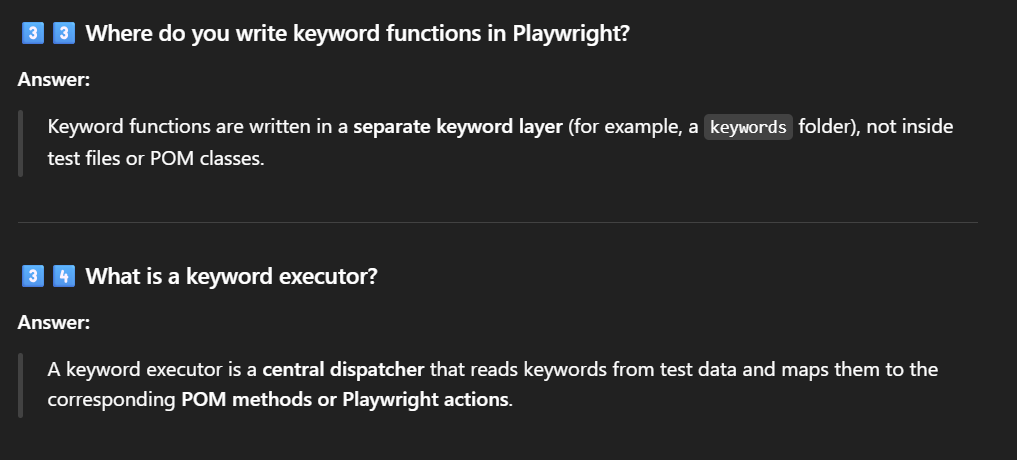 3️⃣3️⃣ Where do you write keyword functions in Playwright?
Answer:
Keyword functions are written in a separate keyword layer (for example, a keywords folder), not inside
test files or POM classes.
3️⃣4️⃣ What is a keyword executor?
Answer:
A keyword executor is a central dispatcher that reads keywords from test data and maps them to the
corresponding POM methods or Playwright actions.